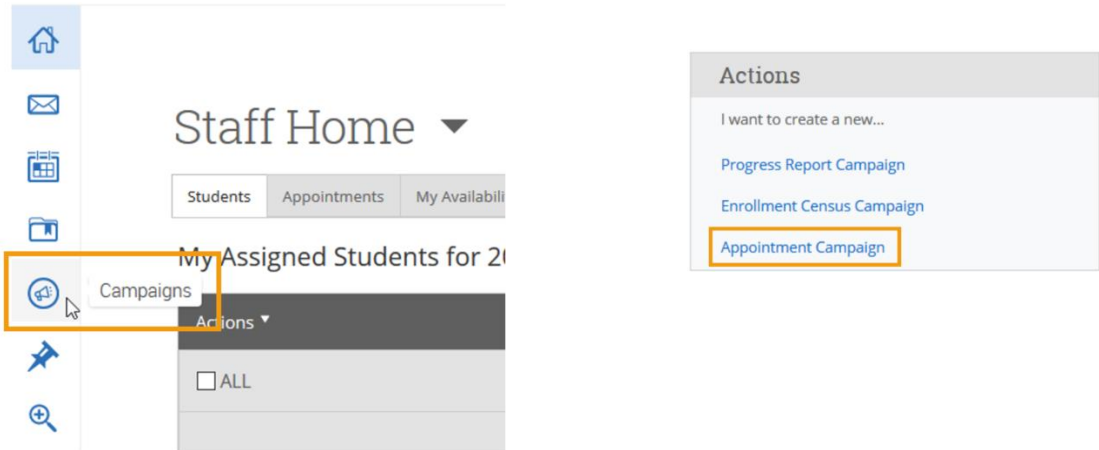 Staff Home
Students Appointments My Availabili
My Assigned Students for 20
Campaigns
Actions
ALL
Actions
I want to create a new...
Progress Report Campaign
Enrollment Census Campaign
Appointment Campaign